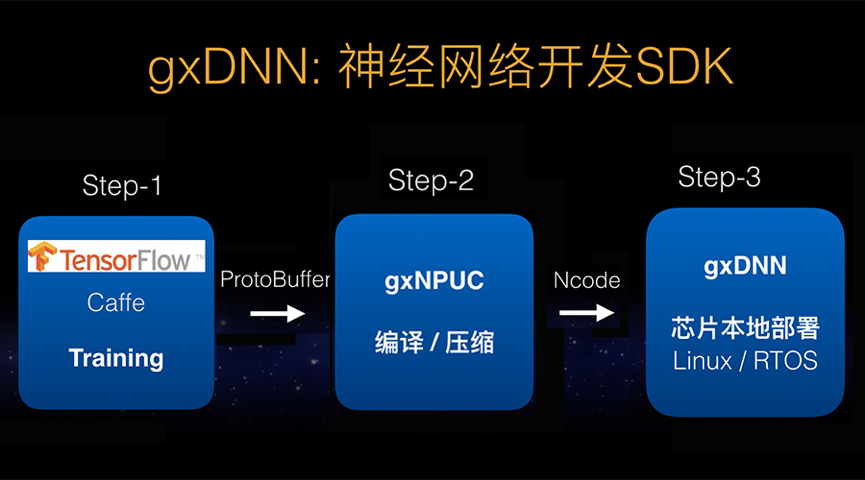 gxDNN: 神经网络开发SDK
Step-1
TensorFlow™
Caffe
Training
ProtoBuffer
Step-2
gxNPUC
编译 / 压缩
Ncode
Step-3
gxDNN
芯片本地部署
Linux / RTOS